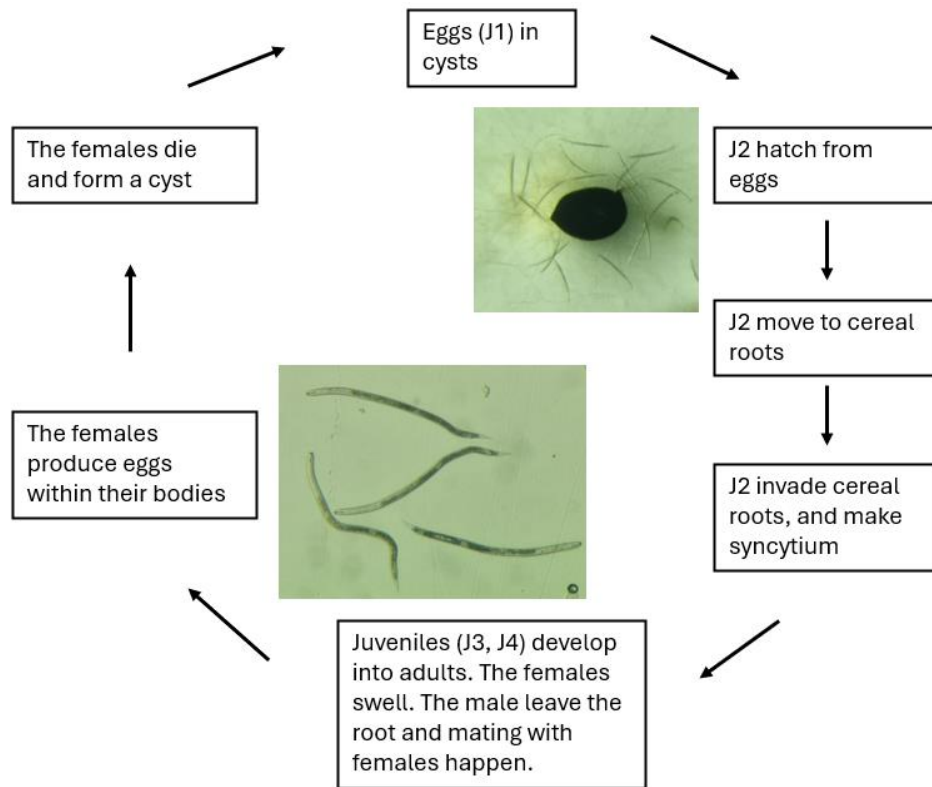 Eggs (J1) in
cysts
J2 hatch from
eggs
J2 move to cereal
roots
J2 invade cereal
roots, and make
syncytium
Juveniles (J3, J4) develop
into adults. The females
swell. The male leave the
root and mating with
females happen.
The females
produce eggs
within their bodies
The females die
and form a cyst